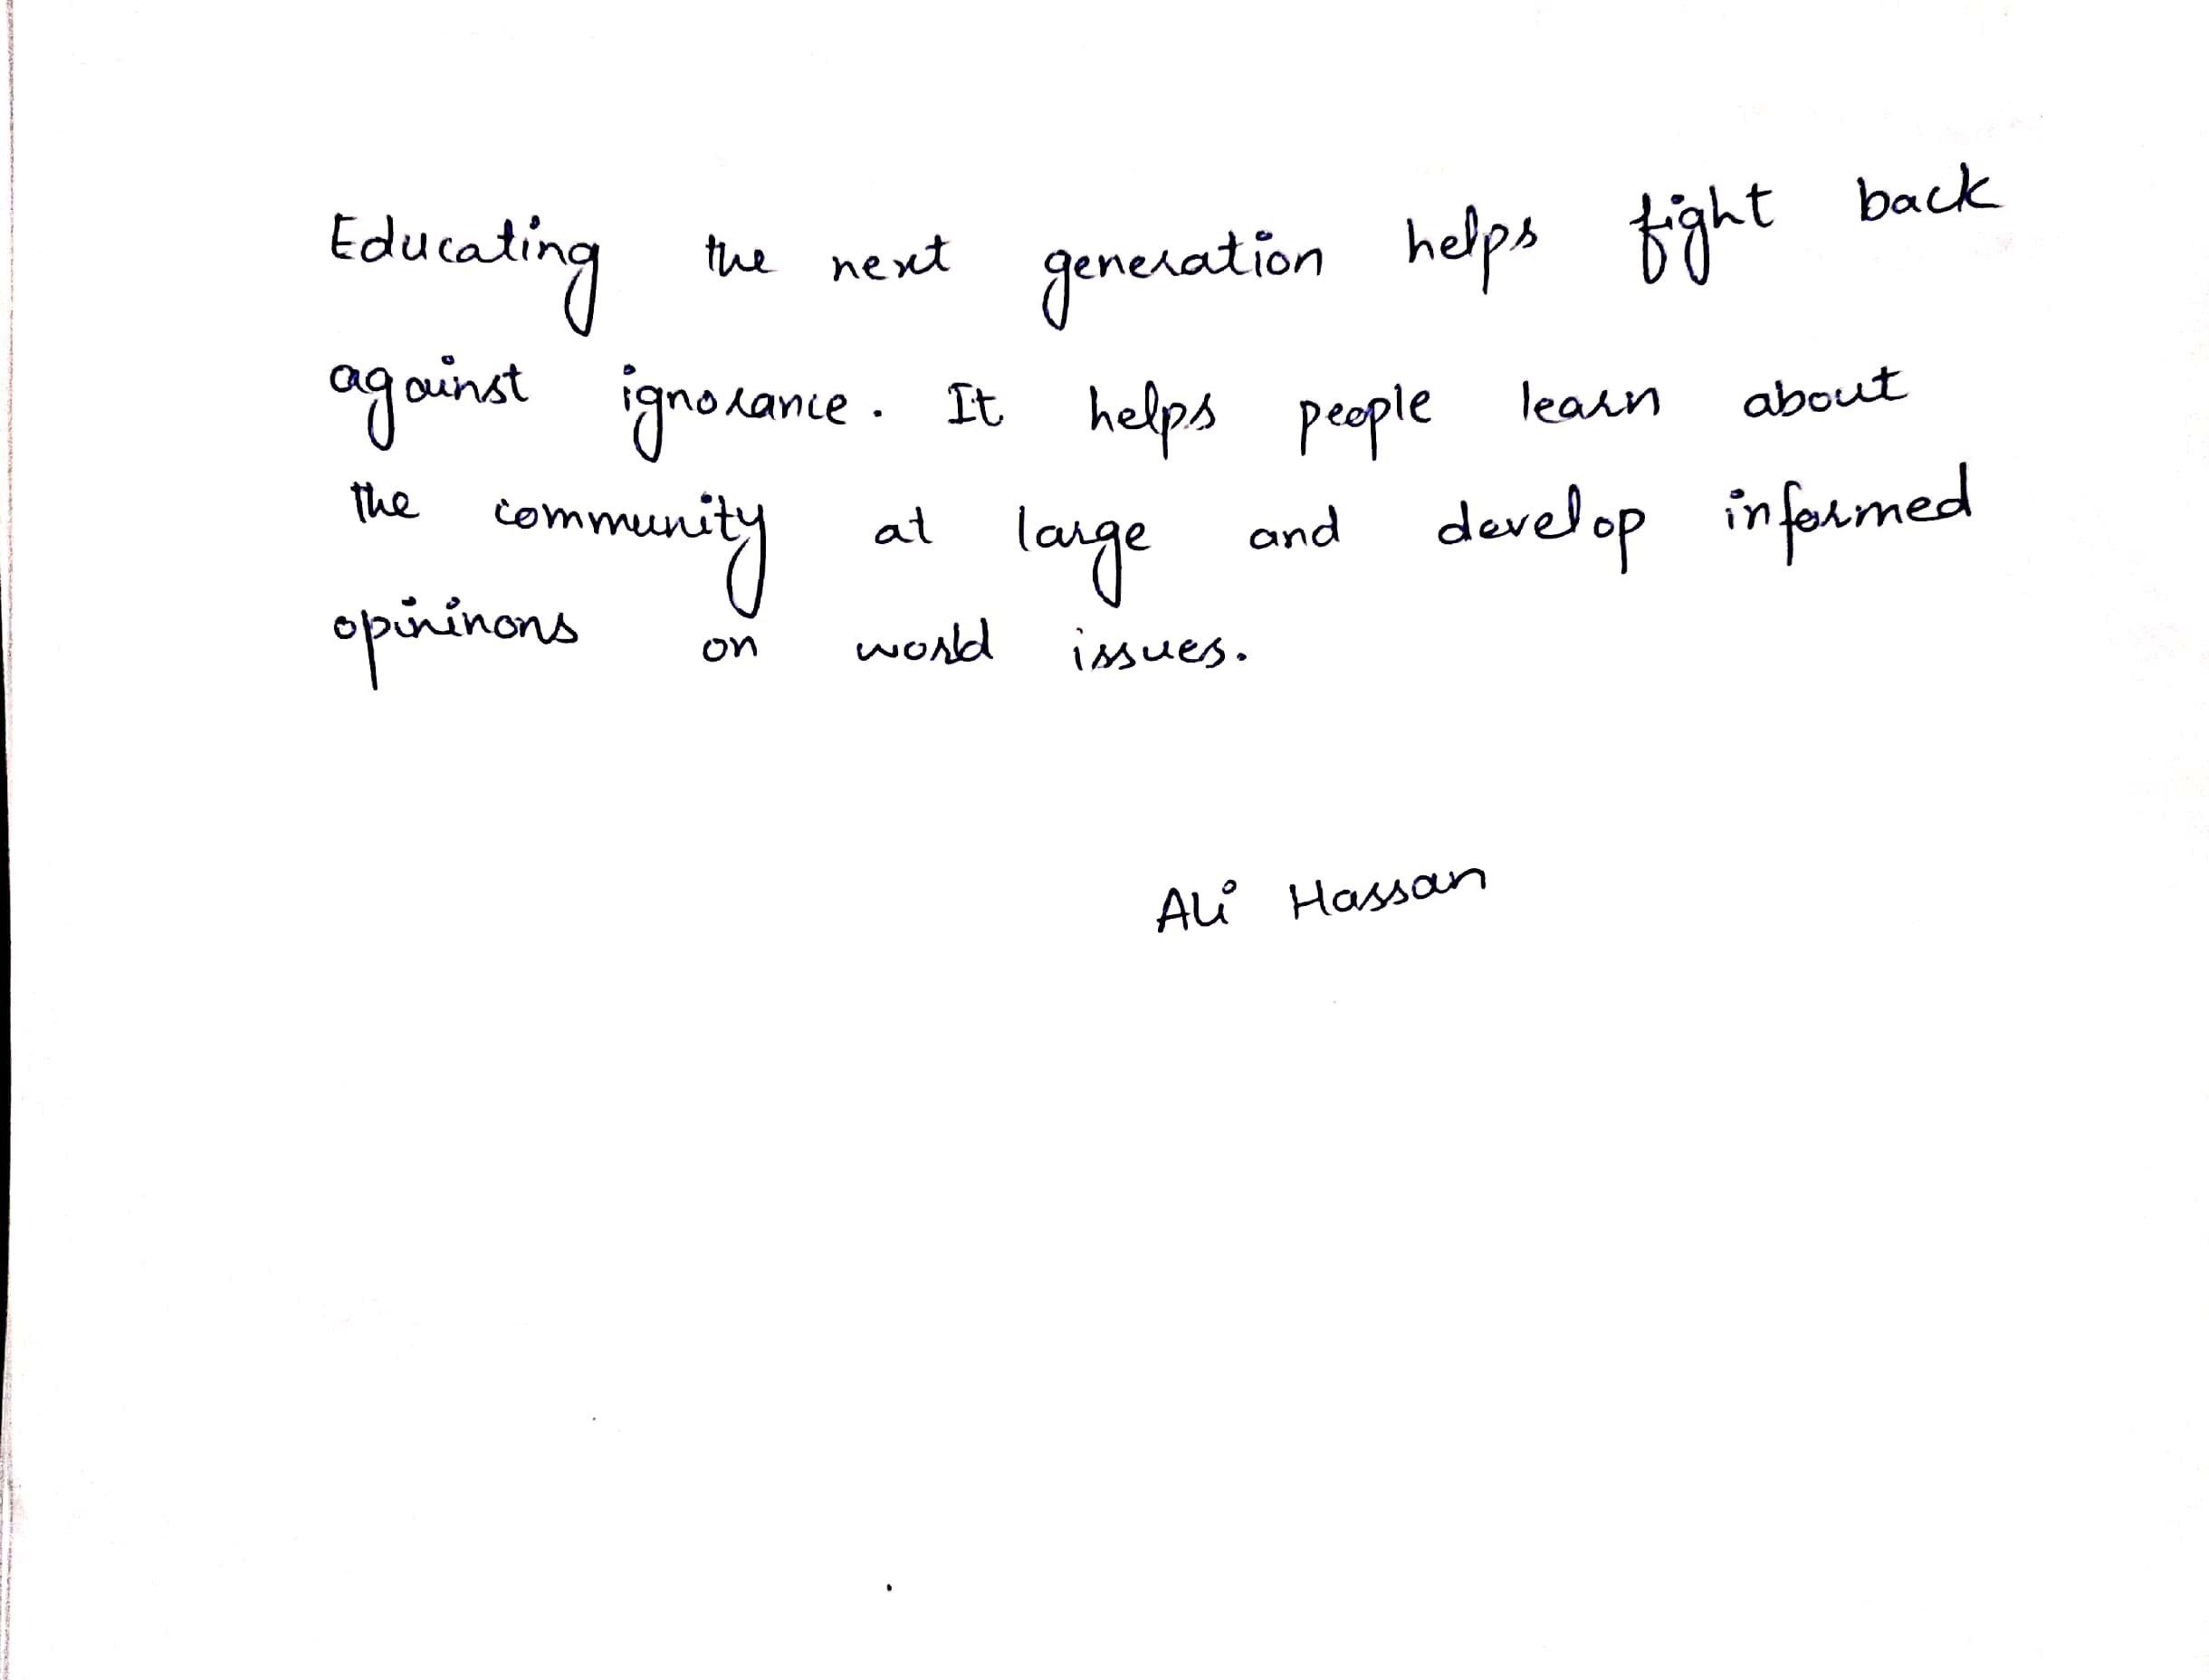 Educating the next generation helps fight back
against ignorance. It helps people learn about
the community at large and develop informed
opininons on world issues.
Ali Hassan